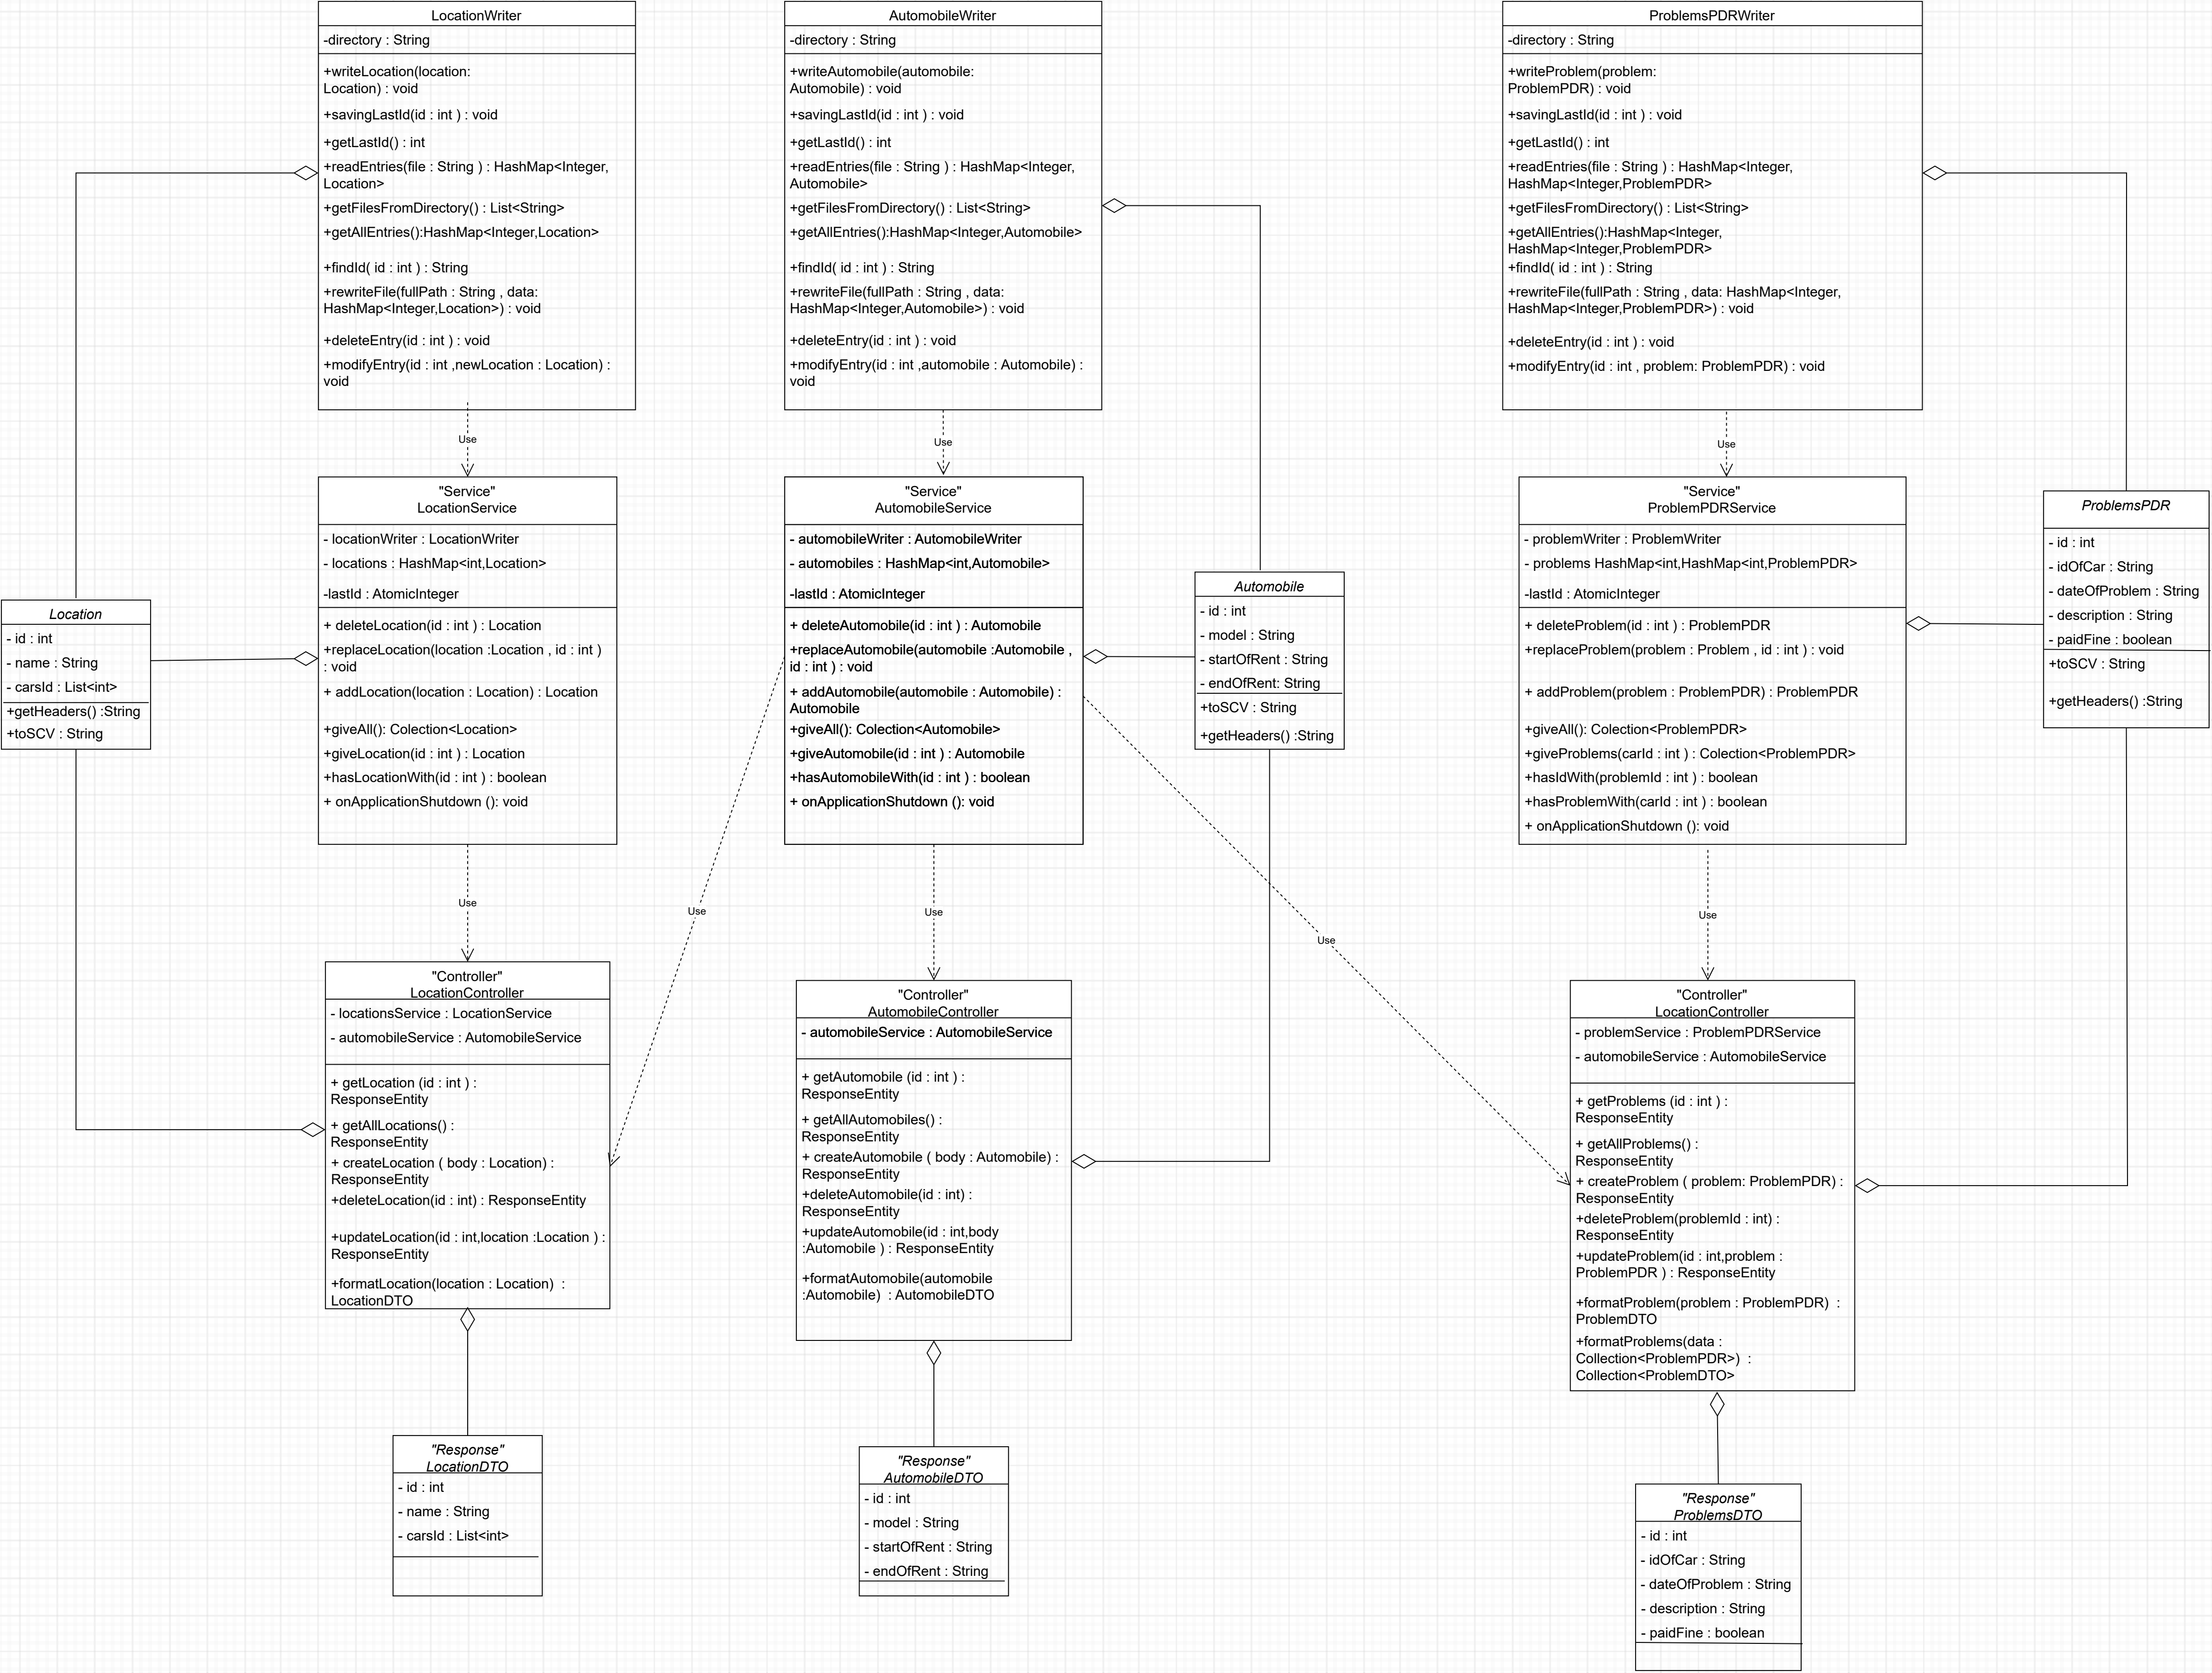 LocationWriter
-directory : String
+writeLocation(location:
Location) : void
+savingLastId(id : int ) : void
+getLastId() : int
+readEntries(file : String ) : HashMap<Integer,
Location>
+getFilesFromDirectory() : List<String>
+getAllEntries():HashMap<Integer,Location>
+findId( id : int ) : String
+rewriteFile(fullPath : String , data:
HashMap<Integer,Location>) : void
+deleteEntry(id : int ) : void
+modifyEntry(id : int ,newLocation : Location) :
void
AutomobileWriter
-directory : String
+writeAutomobile(automobile:
Automobile) : void
+savingLastId(id : int ) : void
+getLastId() : int
+readEntries(file : String ) : HashMap<Integer,
Automobile>
+getFilesFromDirectory() : List<String>
+getAllEntries():HashMap<Integer,Automobile>
+findId( id : int ) : String
+rewriteFile(fullPath : String , data:
HashMap<Integer,Automobile>) : void
+deleteEntry(id : int ) : void
+modifyEntry(id : int ,automobile : Automobile) :
void
ProblemsPDRWriter
-directory : String
+writeProblem(problem:
ProblemPDR) : void
+savingLastId(id : int ) : void
+getLastId() : int
+readEntries(file : String ) : HashMap<Integer,
HashMap<Integer,ProblemPDR>
+getFilesFromDirectory() : List<String>
+getAllEntries():HashMap<Integer,
HashMap<Integer,ProblemPDR>
+findId( id : int ) : String
+rewriteFile(fullPath : String , data: HashMap<Integer,
HashMap<Integer,ProblemPDR>) : void
+deleteEntry(id : int ) : void
+modifyEntry(id : int , problem: ProblemPDR) : void
Use
Use
Use
Location
- id : int
- name : String
- carsId : List<int>
+getHeaders() :String
+toSCV : String
"Service"
LocationService
- locationWriter : LocationWriter
- locations : HashMap<int,Location>
-lastId : AtomicInteger
+ deleteLocation(id : int ) : Location
+replaceLocation(location :Location , id : int )
: void
+ addLocation(location : Location) : Location
+giveAll(): Colection<Location>
+giveLocation(id : int ) : Location
+hasLocationWith(id : int ) : boolean
+ onApplicationShutdown (): void
"Service"
AutomobileService
- automobileWriter : AutomobileWriter
- automobiles : HashMap<int,Automobile>
-lastId : AtomicInteger
+ deleteAutomobile(id : int ) : Automobile
+replaceAutomobile(automobile :Automobile ,
id : int ) : void
+ addAutomobile(automobile : Automobile) :
Automobile
+giveAll(): Colection<Automobile>
+giveAutomobile(id : int ) : Automobile
+hasAutomobileWith(id : int ) : boolean
+ onApplicationShutdown (): void
Automobile
- id : int
- model : String
- startOfRent : String
- endOfRent: String
+toSCV : String
+getHeaders() :String
"Service"
ProblemPDRService
- problemWriter : ProblemWriter
- problems HashMap<int,HashMap<int,ProblemPDR>
-lastId : AtomicInteger
+ deleteProblem(id : int ) : ProblemPDR
+replaceProblem(problem : Problem , id : int ) : void
+ addProblem(problem : ProblemPDR) : ProblemPDR
+giveAll(): Colection<ProblemPDR>
+giveProblems(carId : int ) : Colection<ProblemPDR>
+hasIdWith(problemId : int ) : boolean
+hasProblemWith(carId : int ) : boolean
+ onApplicationShutdown (): void
ProblemsPDR
- id : int
- idOfCar : String
- dateOfProblem : String
- description : String
- paidFine : boolean
+toSCV : String
+getHeaders() :String
Use
Use
Use
Use
Use
"Controller"
LocationController
- locationsService : LocationService
- automobileService : AutomobileService
+ getLocation (id : int ) :
ResponseEntity
+ getAllLocations() :
ResponseEntity
+ createLocation ( body : Location) :
ResponseEntity
+deleteLocation(id : int) : ResponseEntity
+updateLocation(id : int,location :Location ) :
ResponseEntity
+formatLocation(location : Location)  :
LocationDTO
"Controller"
AutomobileController
- automobileService : AutomobileService
+ getAutomobile (id : int ) :
ResponseEntity
+ getAllAutomobiles() :
ResponseEntity
+ createAutomobile ( body : Automobile) :
ResponseEntity
+deleteAutomobile(id : int) :
ResponseEntity
+updateAutomobile(id : int,body
:Automobile ) : ResponseEntity
+formatAutomobile(automobile
:Automobile)  : AutomobileDTO
"Controller"
LocationController
- problemService : ProblemPDRService
- automobileService : AutomobileService
+ getProblems (id : int ) :
ResponseEntity
+ getAllProblems() :
ResponseEntity
+ createProblem ( problem: ProblemPDR) :
ResponseEntity
+deleteProblem(problemId : int) :
ResponseEntity
+updateProblem(id : int,problem :
ProblemPDR ) : ResponseEntity
+formatProblem(problem : ProblemPDR)  :
ProblemDTO
+formatProblems(data :
Collection<ProblemPDR>)  :
Collection<ProblemDTO>
"Response"
LocationDTO
- id : int
- name : String
- carsId : List<int>
"Response"
AutomobileDTO
- id : int
- model : String
- startOfRent : String
- endOfRent : String
"Response"
ProblemsDTO
- id : int
- idOfCar : String
- dateOfProblem : String
- description : String
- paidFine : boolean